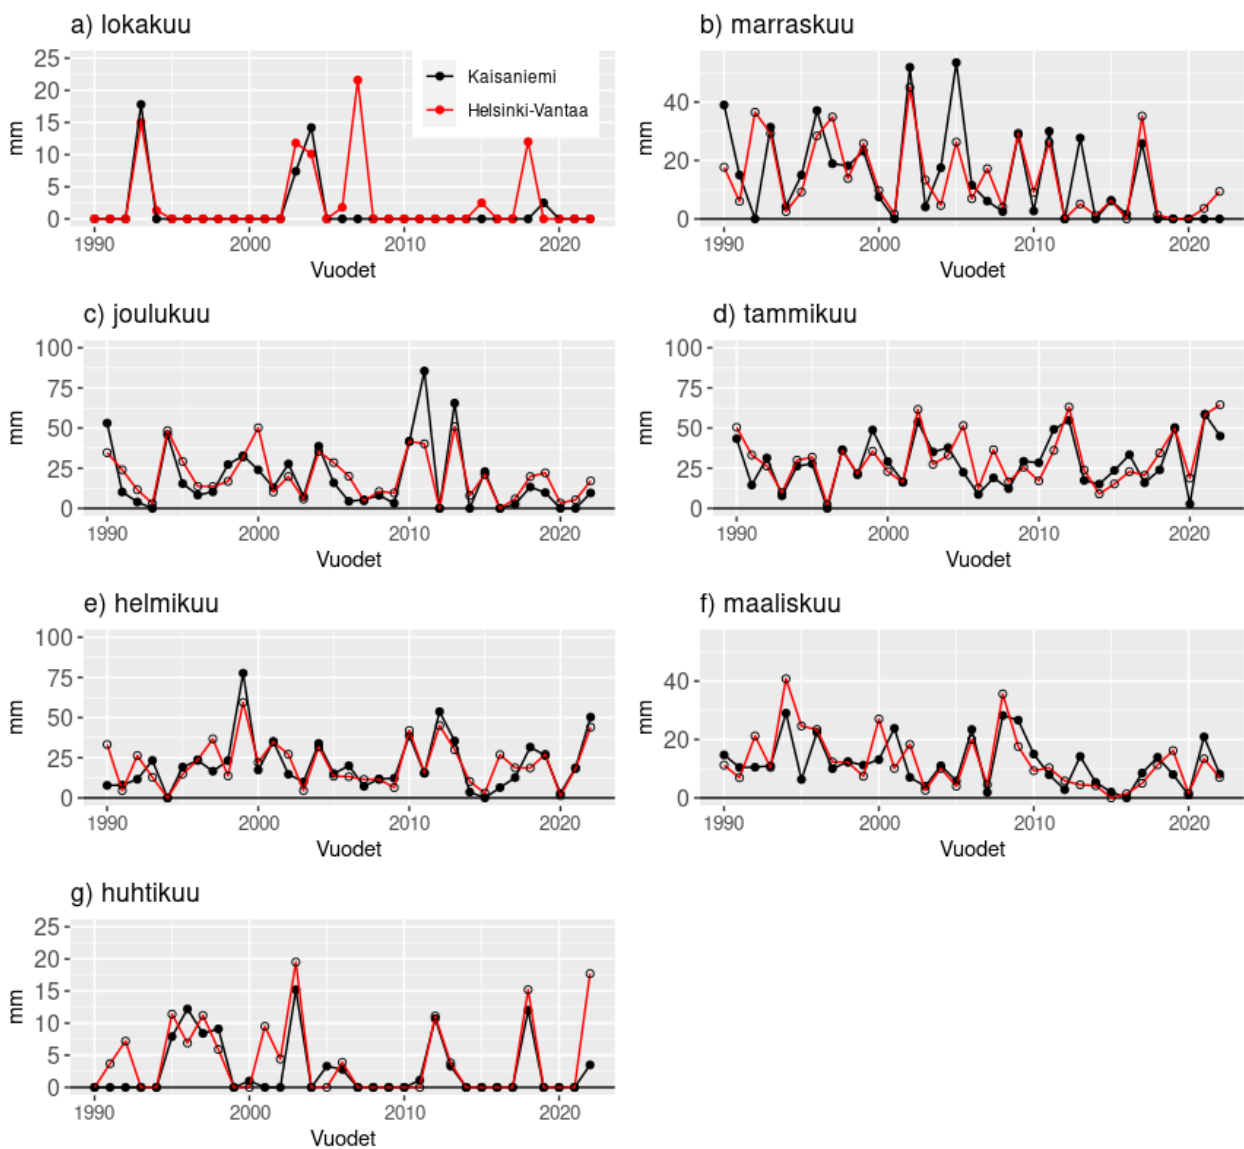 a) lokakuu
25
20
15
10
5
0
mm
1990
2000
2010
2020
Vuodet
Kaisaniemi
Helsinki-Vantaa
b) marraskuu
40
20
0
mm
1990
2000
2010
2020
Vuodet
c) joulukuu
100
75
50
25
0
mm
1990
2000
2010
2020
Vuodet
d) tammikuu
100
75
50
25
0
mm
1990
2000
2010
2020
Vuodet
e) helmikuu
100
75
50
25
0
mm
1990
2000
2010
2020
Vuodet
f) maaliskuu
40
20
0
mm
1990
2000
2010
2020
Vuodet
g) huhtikuu
25
20
15
10
5
0
mm
1990
2000
2010
2020
Vuodet